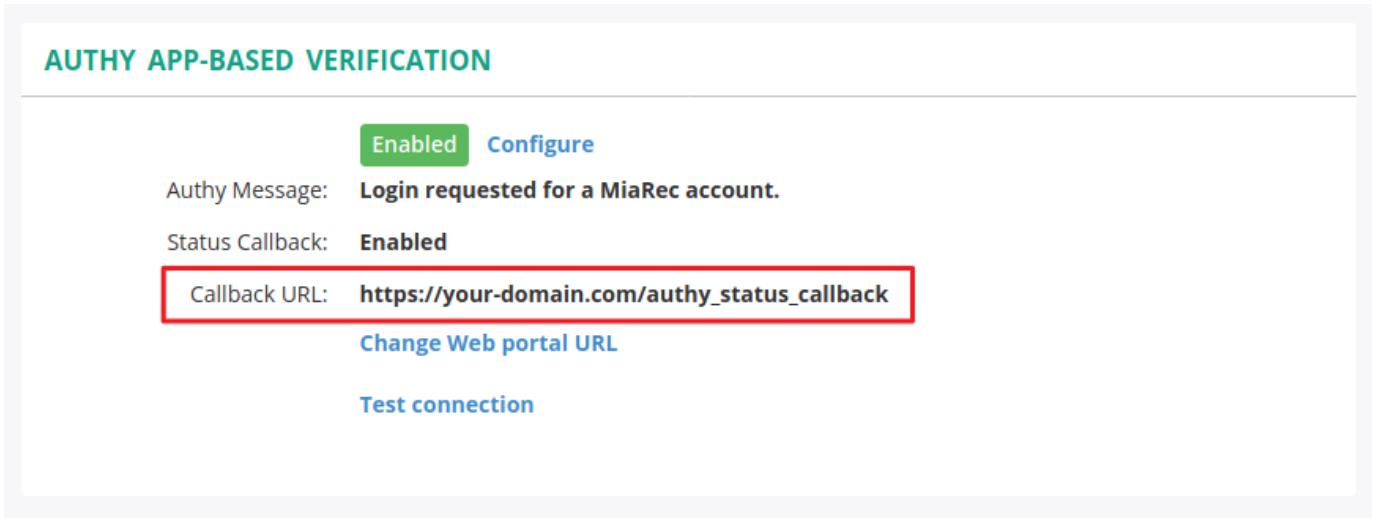 AUTHY APP-BASED VERIFICATION
Enabled Configure
Authy Message: Login requested for a MiaRec account.
Status Callback: Enabled
Callback URL: https://your-domain.com/authy_status_callback
Change Web portal URL
Test connection